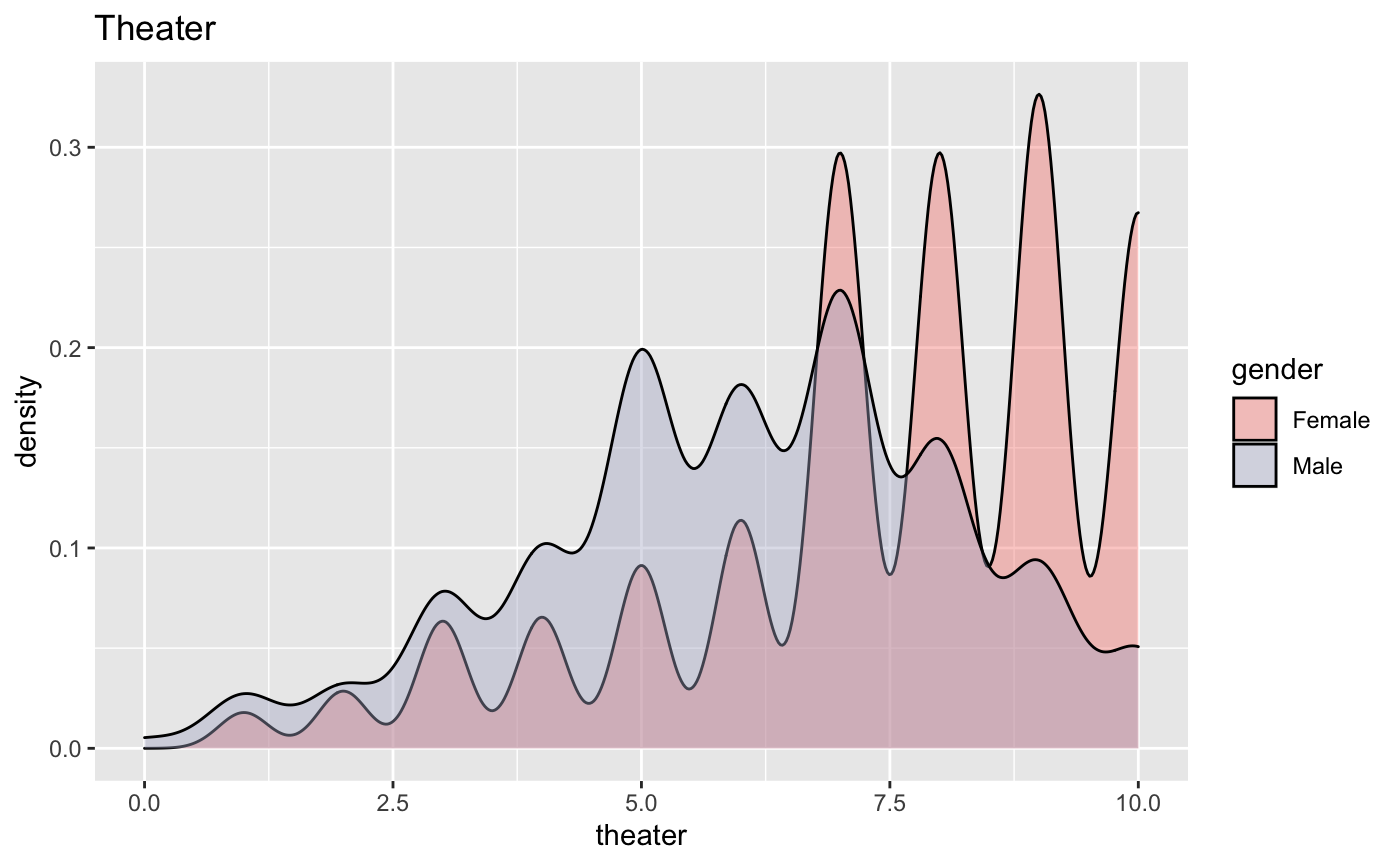 Theater
density
0.3
0.2
0.1
0.0
0.0 2.5 5.0 7.5 10.0
theater
gender
Female
Male